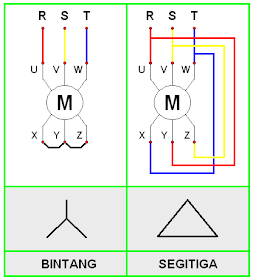 R S T
U V W
M
X Y Z
BINTANG
R S T
U V W
M
X Y Z
SEGITIGA